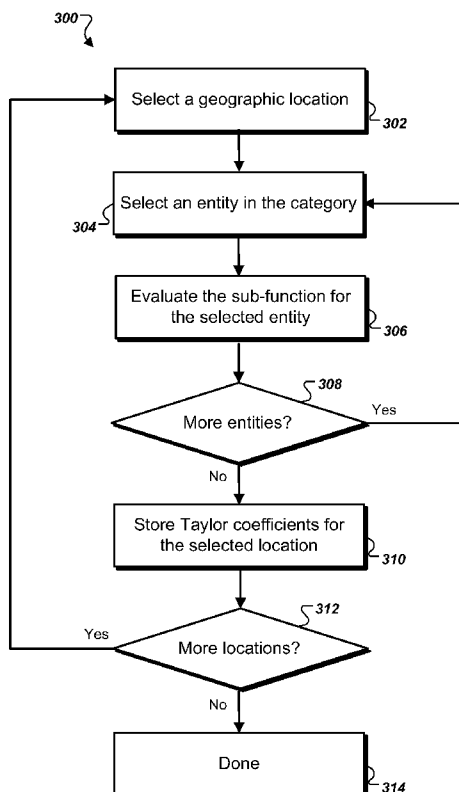 300
Select a geographic location
302
Select an entity in the category
304
Evaluate the sub-function for
the selected entity
306
308
More entities?
Yes
No
Store Taylor coefficients for
the selected location
310
312
Yes
More locations?
No
Done
314